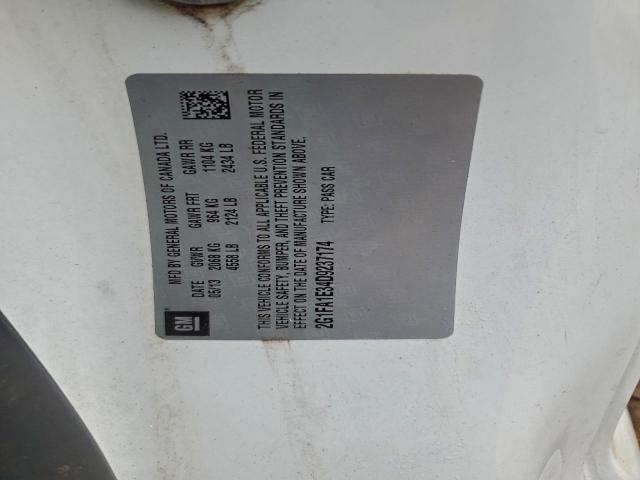 GM
MFD BY GENERAL MOTORS OF CANADA LTD.
DATE GVWR GAWR FRT GAWR RR
05/13 2068 KG 964 KG 1104 KG
4558 LB 2124 LB 2434 LB
THIS VEHICLE CONFORMS TO ALL APPLICABLE U.S. FEDERAL MOTOR
VEHICLE SAFETY, BUMPER, AND THEFT PREVENTION STANDARDS IN
EFFECT ON THE DATE OF MANUFACTURE SHOWN ABOVE.
2G1FA1E34D9237174 TYPE: PASS CAR